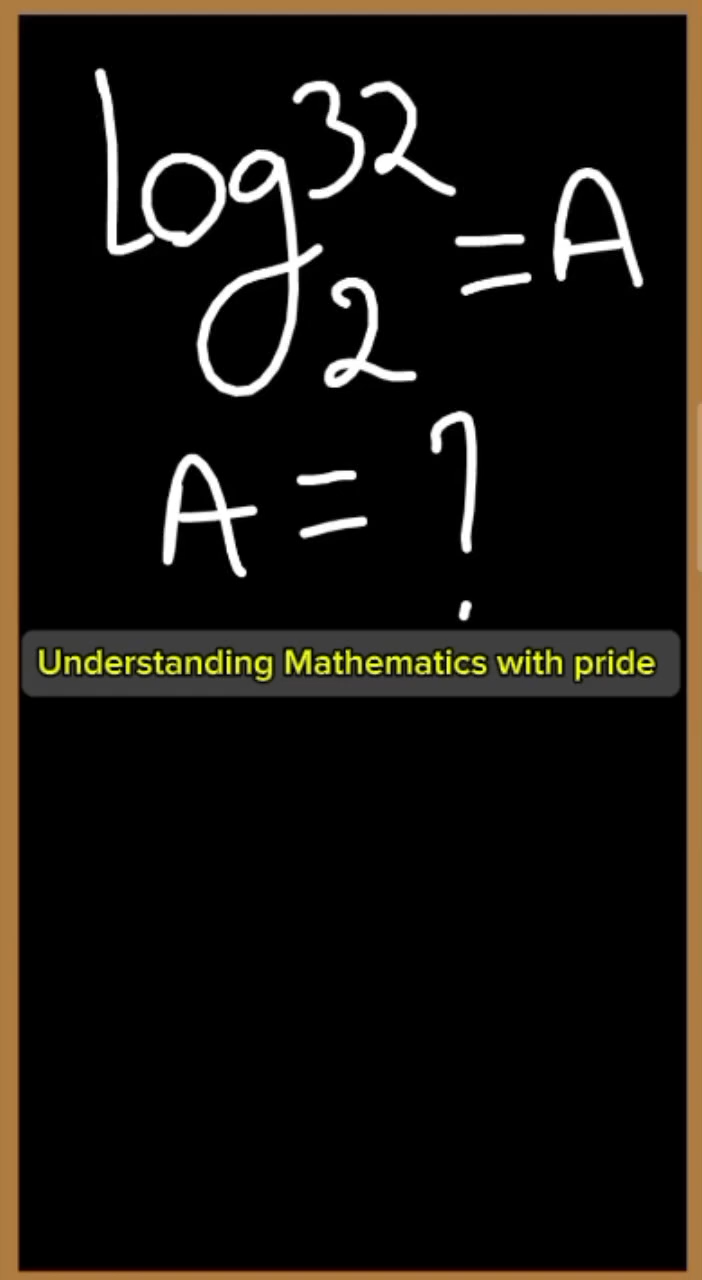 log₂³² = A
A = ?
Understanding Mathematics with pride